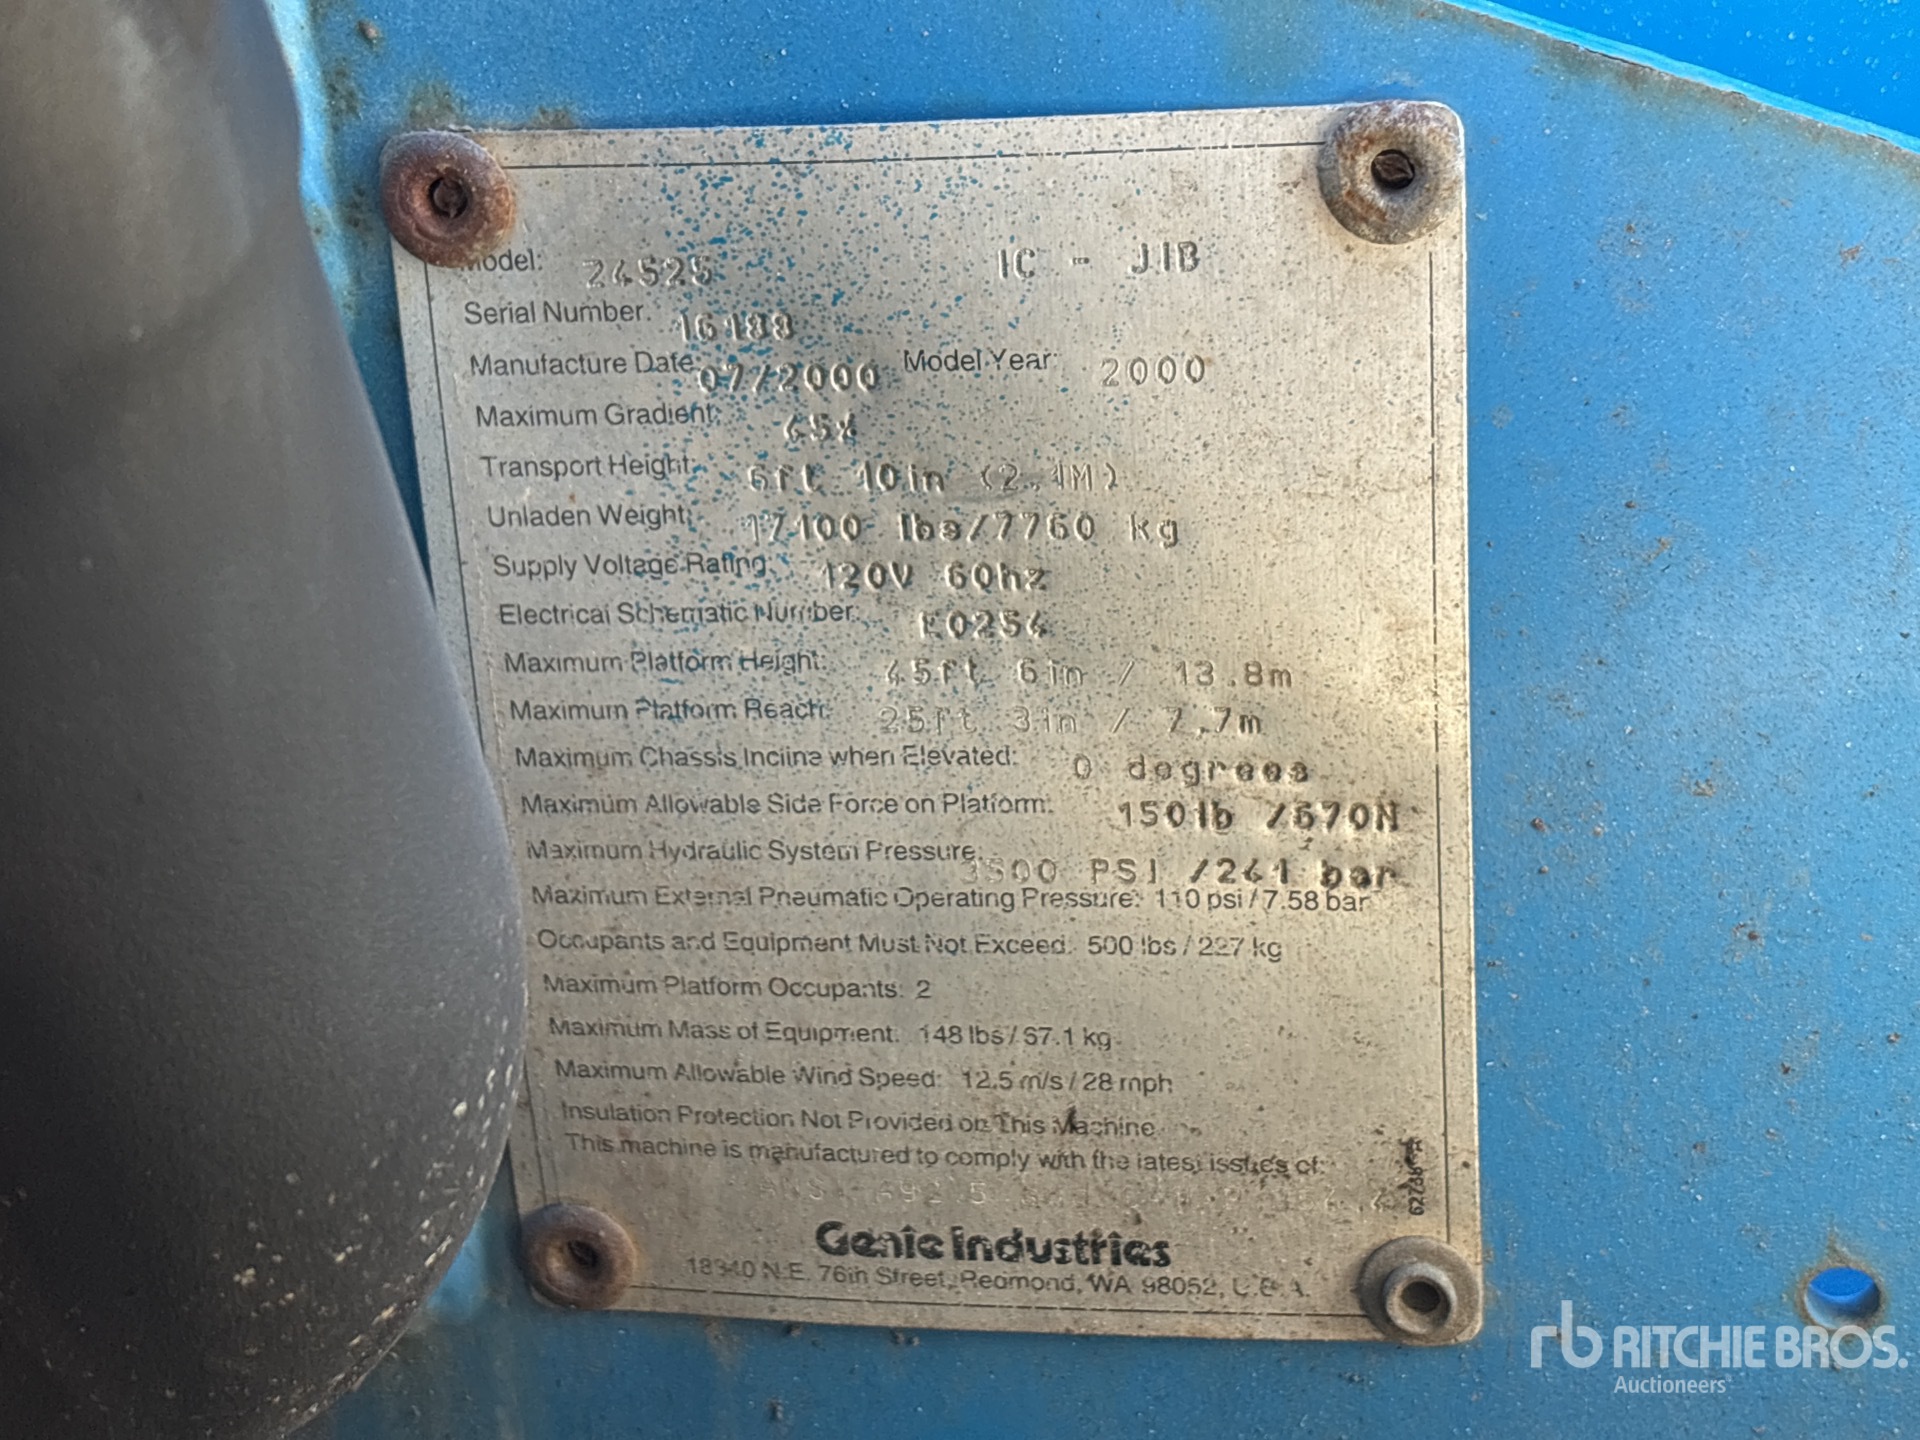 Model: Z4525 IC - JIB
Serial Number: 16188
Manufacture Date: 07/2000 Model Year: 2000
Maximum Gradient: 45%
Transport Height: 6ft 10in (2.1M)
Unladen Weight: 17100 lbs/7760 kg
Supply Voltage Rating: 120V 60hz
Electrical Schematic Number: E0254
Maximum Platform Height: 45ft 6in / 13.8m
Maximum Platform Reach: 25ft 3in / 7.7m
Maximum Chassis Incline when Elevated: 0 degrees
Maximum Allowable Side Force on Platform: 150lb /670N
Maximum Hydraulic System Pressure: 3500 PSI /241 bar
Maximum External Pneumatic Operating Pressure: 110 psi / 7.58 bar
Occupants and Equipment Must Not Exceed: 500 lbs / 227 kg
Maximum Platform Occupants: 2
Maximum Mass of Equipment: 148 lbs / 67.1 kg
Maximum Allowable Wind Speed: 12.5 m/s / 28 mph
Insulation Protection Not Provided on This Machine
This machine is manufactured to comply with the latest issues of:
ANSI A92.5
Genie Industries
18340 N.E. 76th Street, Redmond, WA 98052, U.S.A.
rb RITCHIE BROS.
Auctioneers